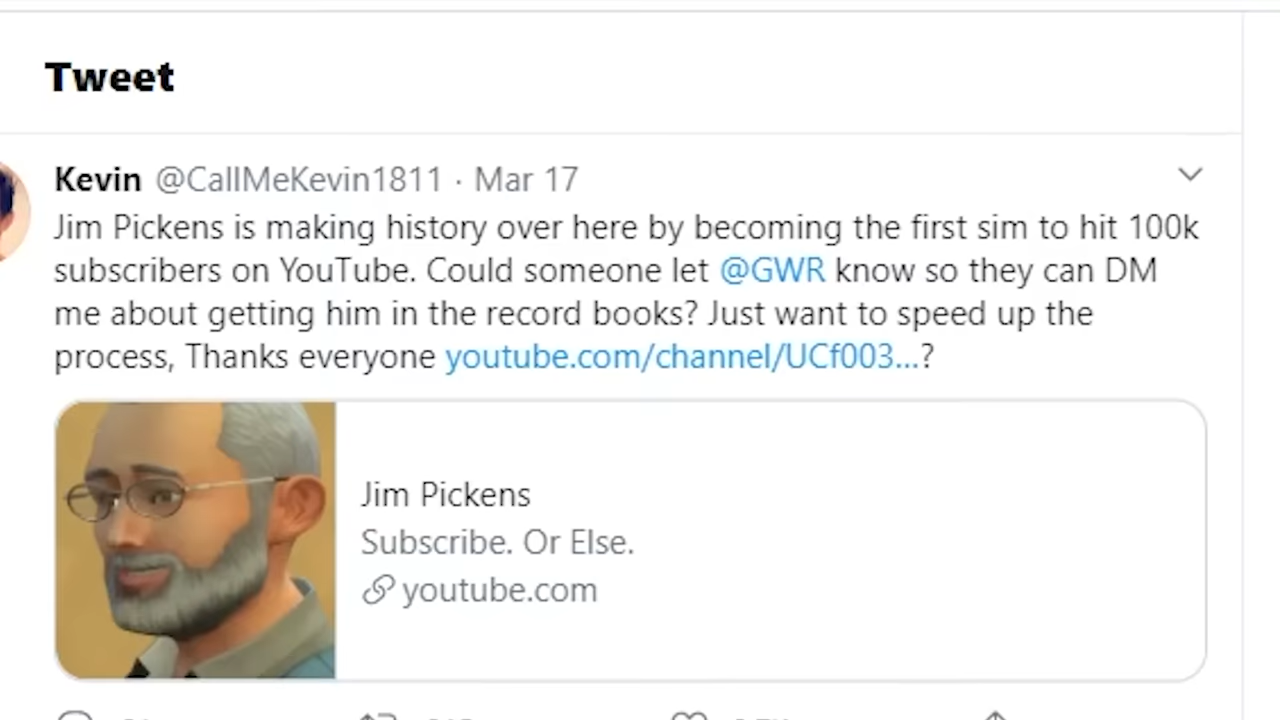 Tweet
Kevin @CallMeKevin1811 · Mar 17
Jim Pickens is making history over here by becoming the first sim to hit 100k
subscribers on YouTube. Could someone let @GWR know so they can DM
me about getting him in the record books? Just want to speed up the
process, Thanks everyone youtube.com/channel/UCf003...?
Jim Pickens
Subscribe. Or Else.
youtube.com